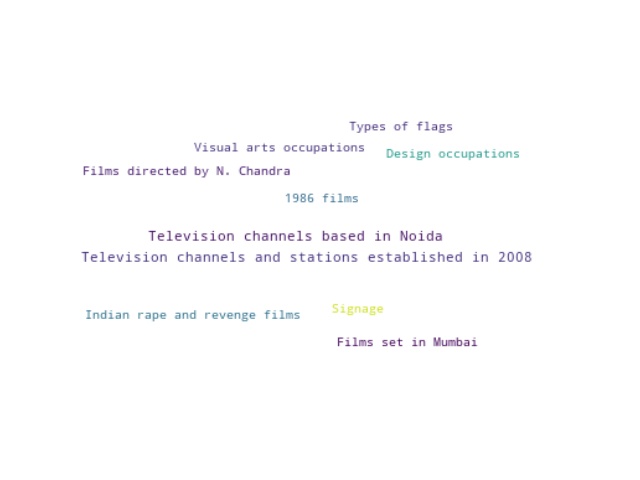 Types of flags
Visual arts occupations
Design occupations
Films directed by N. Chandra
1986 films
Television channels based in Noida
Television channels and stations established in 2008
Signage
Indian rape and revenge films
Films set in Mumbai